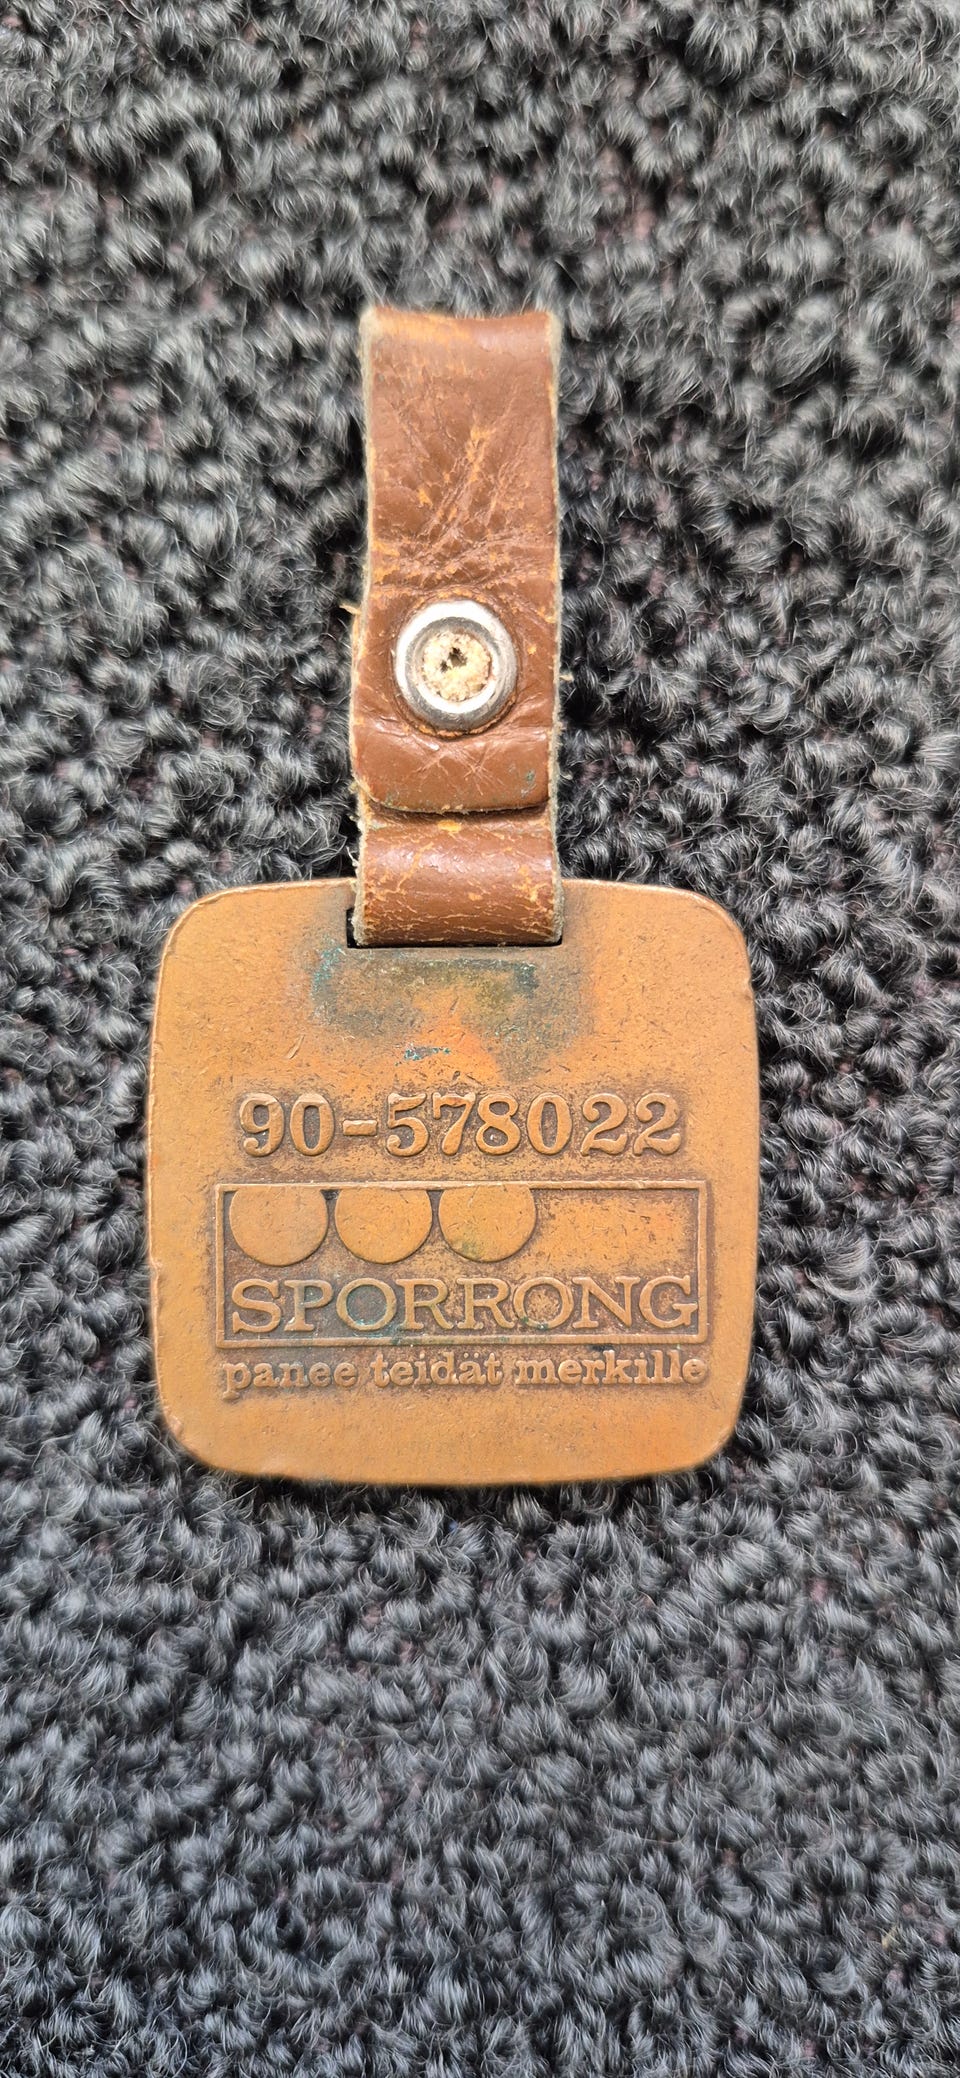 90-578022
SPORRONG
panee teidät merkille